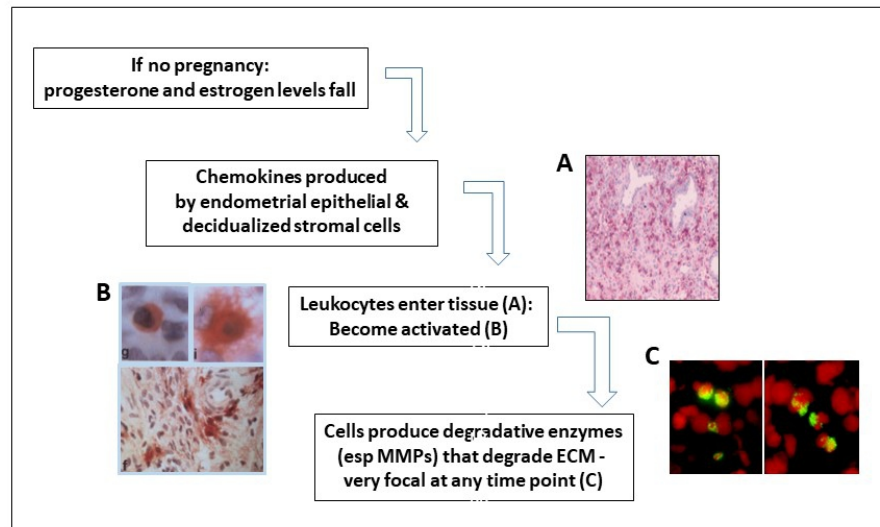 If no pregnancy:
progesterone and estrogen levels fall
Chemokines produced
by endometrial epithelial &
decidualized stromal cells
A
B
g
i
Leukocytes enter tissue (A):
Become activated (B)
C
Cells produce degradative enzymes
(esp MMPs) that degrade ECM -
very focal at any time point (C)